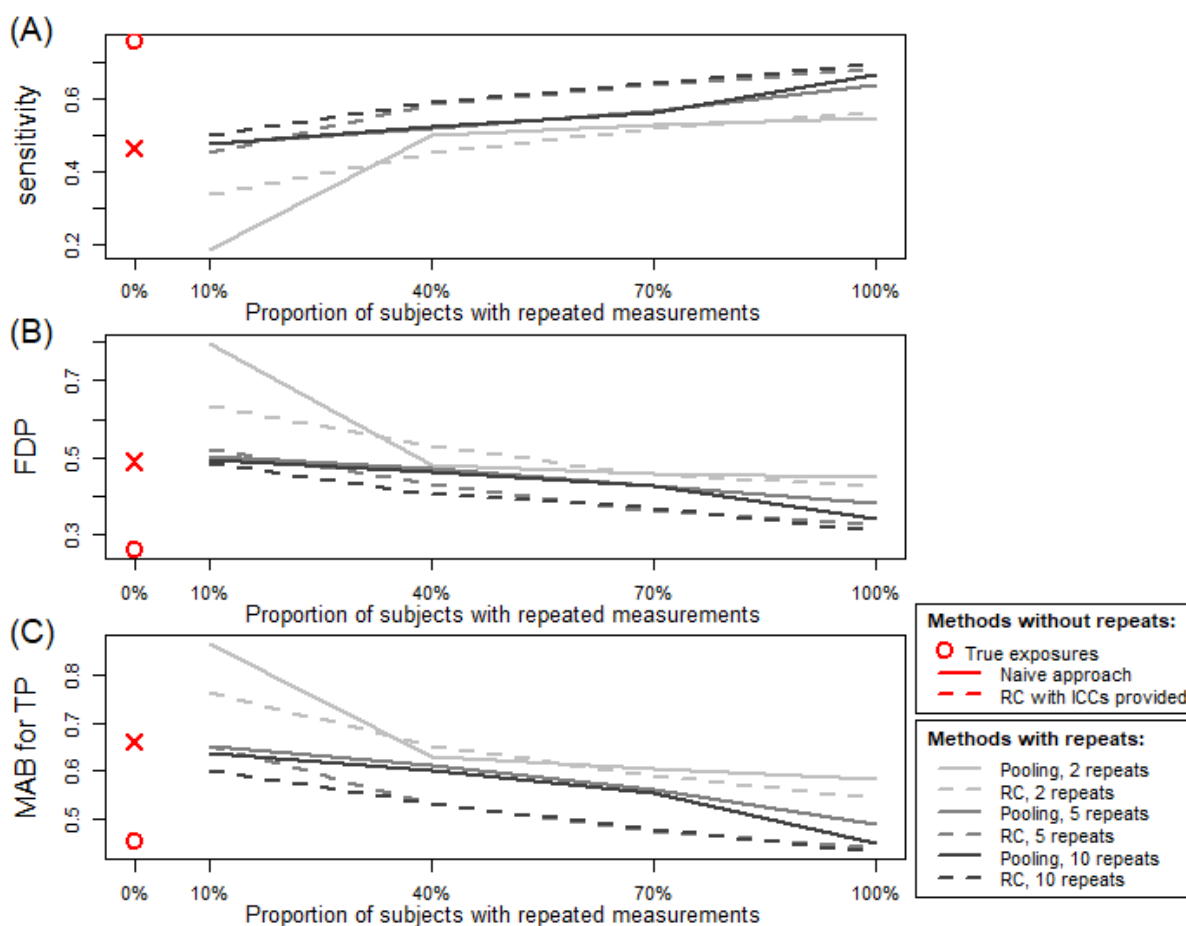 (A)
sensitivity
0.2
0.4
0.6
0%
10%
40%
70%
100%
Proportion of subjects with repeated measurements
(B)
FDP
0.3
0.5
0.7
0%
10%
40%
70%
100%
Proportion of subjects with repeated measurements
(C)
MAB for TP
0.5
0.6
0.7
0.8
0%
10%
40%
70%
100%
Proportion of subjects with repeated measurements
Methods without repeats:
True exposures
Naive approach
RC with ICCs provided
Methods with repeats:
Pooling, 2 repeats
RC, 2 repeats
Pooling, 5 repeats
RC, 5 repeats
Pooling, 10 repeats
RC, 10 repeats